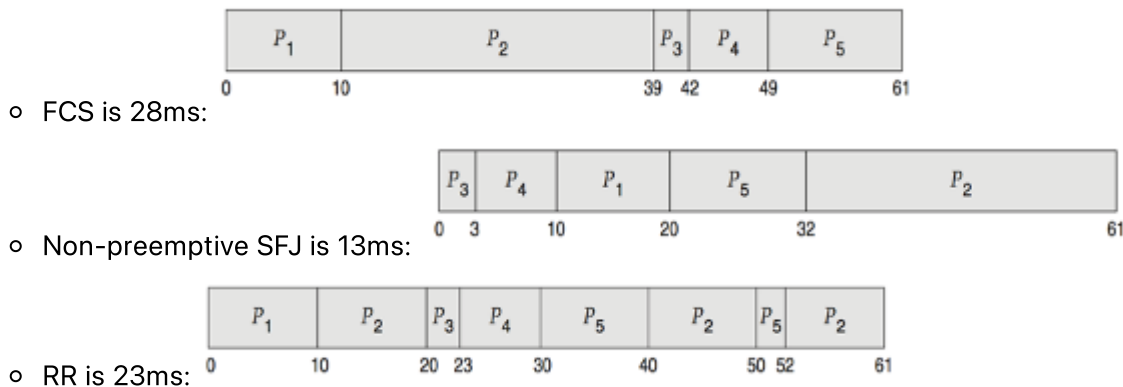 P1 P2 P3 P4 P5
0 10 39 42 49 61
○ FCS is 28ms:
P3 P4 P1 P5 P2
0 3 10 20 32 61
○ Non-preemptive SFJ is 13ms:
P1 P2 P3 P4 P5 P2 P5 P2
0 10 20 23 30 40 50 52 61
○ RR is 23ms: